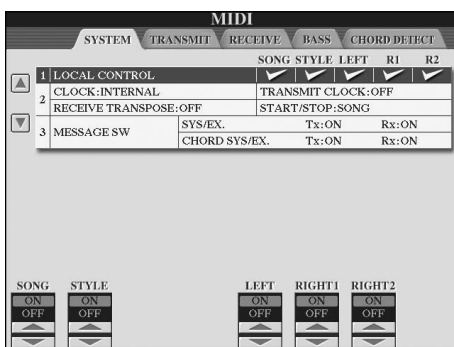 MIDI
SYSTEM TRANSMIT RECEIVE BASS CHORD DETECT
SONG STYLE LEFT R1 R2
1 LOCAL CONTROL
2 CLOCK:INTERNAL TRANSMIT CLOCK:OFF
RECEIVE TRANSPOSE:OFF START/STOP:SONG
3 MESSAGE SW SYS/EX. Tx:ON Rx:ON
CHORD SYS/EX. Tx:ON Rx:ON
SONG STYLE LEFT RIGHT1 RIGHT2
ON ON ON ON ON
OFF OFF OFF OFF OFF